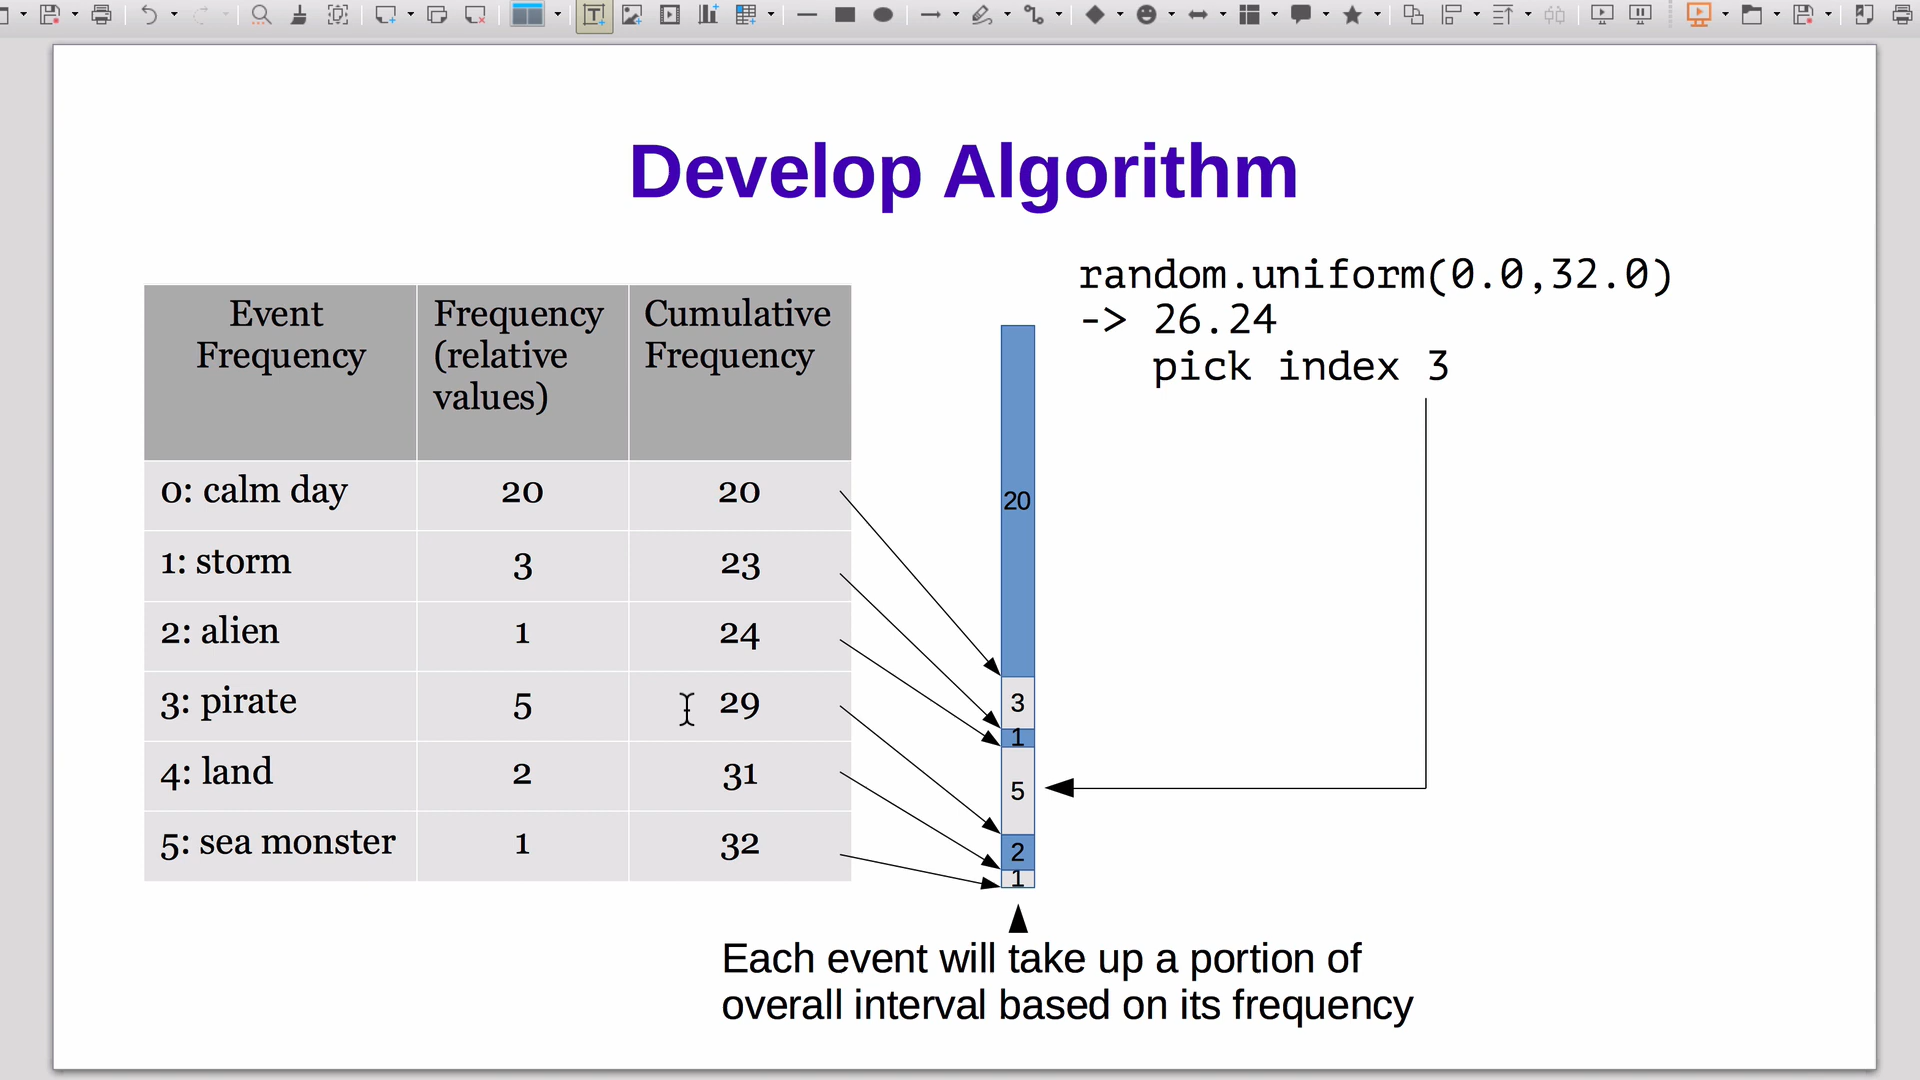 Develop Algorithm
random.uniform(0.0,32.0)
-> 26.24
pick index 3
Event Frequency (relative values) Cumulative Frequency
0: calm day 20 20
1: storm 3 23
2: alien 1 24
3: pirate 5 29
4: land 2 31
5: sea monster 1 32
20
3
1
5
2
1
Each event will take up a portion of
overall interval based on its frequency